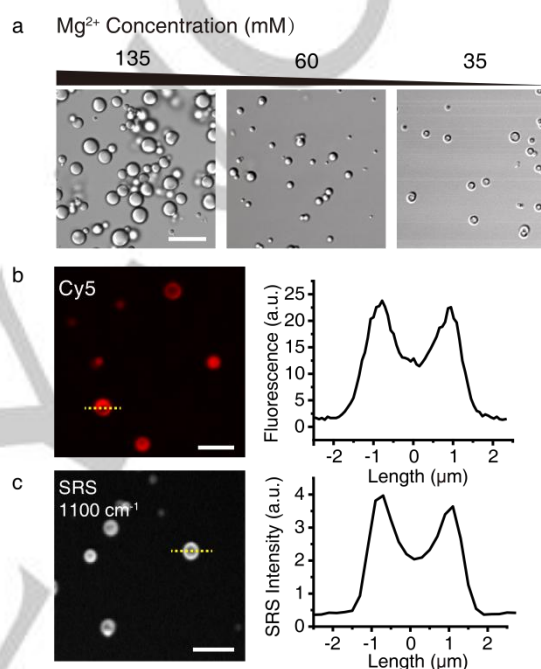 a
Mg²⁺ Concentration (mM)
135 60 35
b
Cy5
Fluorescence (a.u.)
25
20
15
10
5
0
-2 -1 0 1 2
Length (µm)
c
SRS
1100 cm⁻¹
SRS Intensity (a.u.)
4
3
2
1
0
-2 -1 0 1 2
Length (µm)